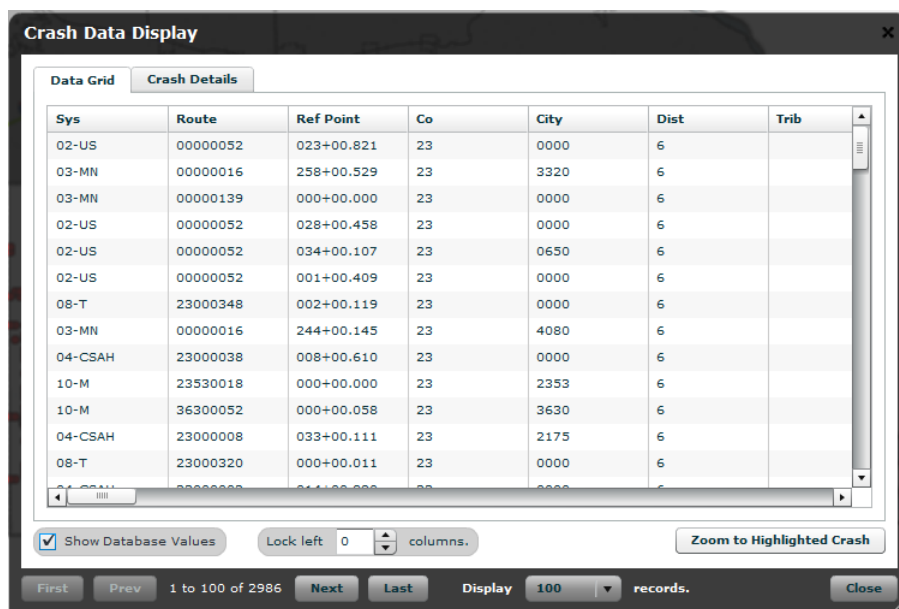 Crash Data Display
Data Grid Crash Details
Sys Route Ref Point Co City Dist Trib
02-US 00000052 023+00.821 23 0000 6
03-MN 00000016 258+00.529 23 3320 6
03-MN 00000139 000+00.000 23 0000 6
02-US 00000052 028+00.458 23 0000 6
02-US 00000052 034+00.107 23 0650 6
02-US 00000052 001+00.409 23 0000 6
08-T 23000348 002+00.119 23 0000 6
03-MN 00000016 244+00.145 23 4080 6
04-CSAH 23000038 008+00.610 23 0000 6
10-M 23530018 000+00.000 23 2353 6
10-M 36300052 000+00.058 23 3630 6
04-CSAH 23000008 033+00.111 23 2175 6
08-T 23000320 000+00.011 23 0000 6
Show Database Values Lock left 0 columns. Zoom to Highlighted Crash
First Prev 1 to 100 of 2986 Next Last Display 100 records. Close